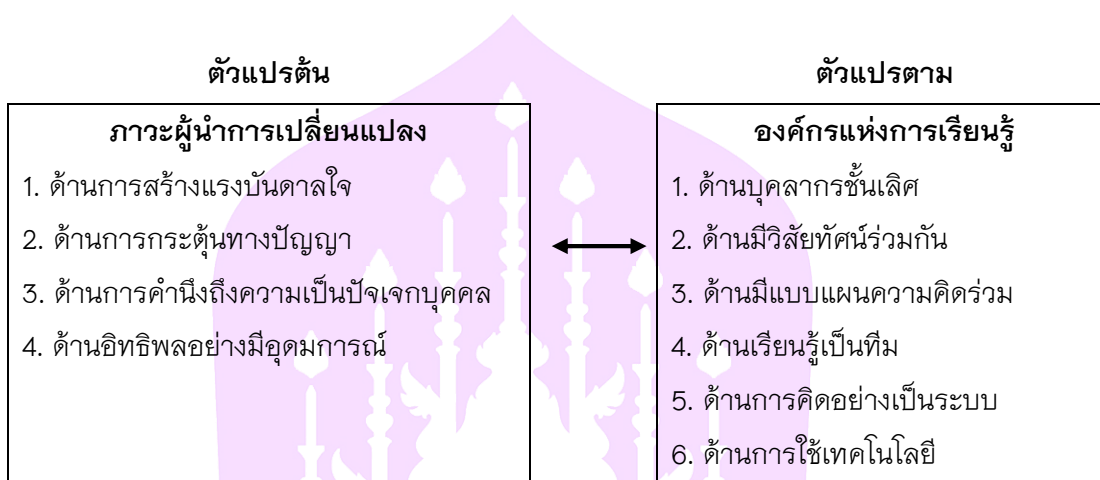 ตัวแปรต้น
ภาวะผู้นำการเปลี่ยนแปลง
1. ด้านการสร้างแรงบันดาลใจ
2. ด้านการกระตุ้นทางปัญญา
3. ด้านการคำนึงถึงความเป็นปัจเจกบุคคล
4. ด้านอิทธิพลอย่างมีอุดมการณ์
ตัวแปรตาม
องค์กรแห่งการเรียนรู้
1. ด้านบุคลากรชั้นเลิศ
2. ด้านมีวิสัยทัศน์ร่วมกัน
3. ด้านมีแบบแผนความคิดร่วม
4. ด้านเรียนรู้เป็นทีม
5. ด้านการคิดอย่างเป็นระบบ
6. ด้านการใช้เทคโนโลยี